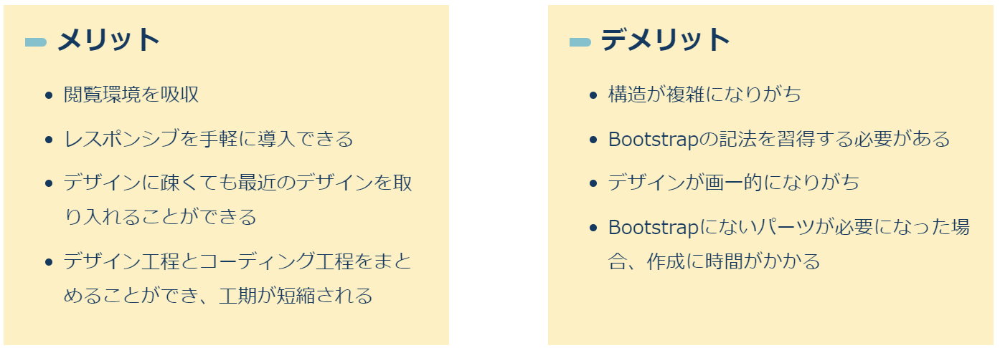 メリット
閲覧環境を吸収
レスポンシブを手軽に導入できる
デザインに疎くても最近のデザインを取
り入れることができる
デザイン工程とコーディング工程をまと
めることができ、工期が短縮される
デメリット
構造が複雑になりがち
Bootstrapの記法を習得する必要がある
デザインが画一的になりがち
Bootstrapにないパーツが必要になった場
合、作成に時間がかかる